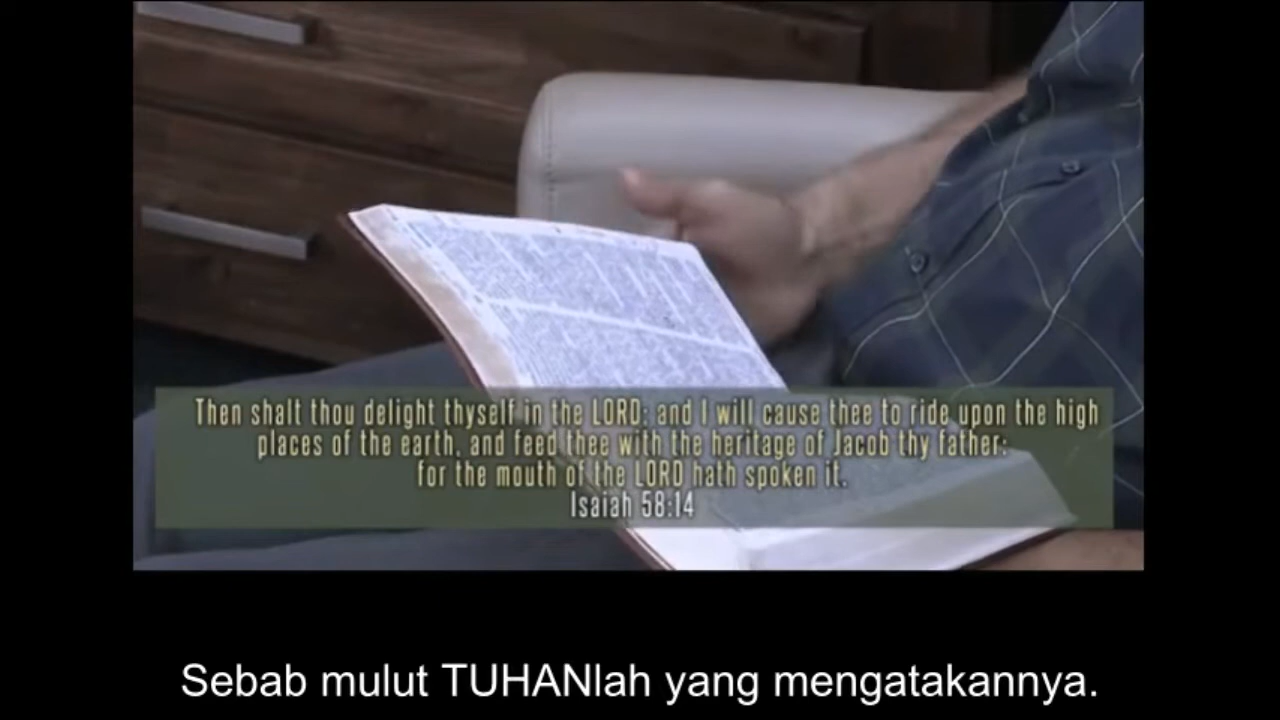 Then shalt thou delight thyself in the LORD; and I will cause thee to ride upon the high
places of the earth, and feed thee with the heritage of Jacob thy father:
for the mouth of the LORD hath spoken it.
Isaiah 58:14
Sebab mulut TUHANlah yang mengatakannya.